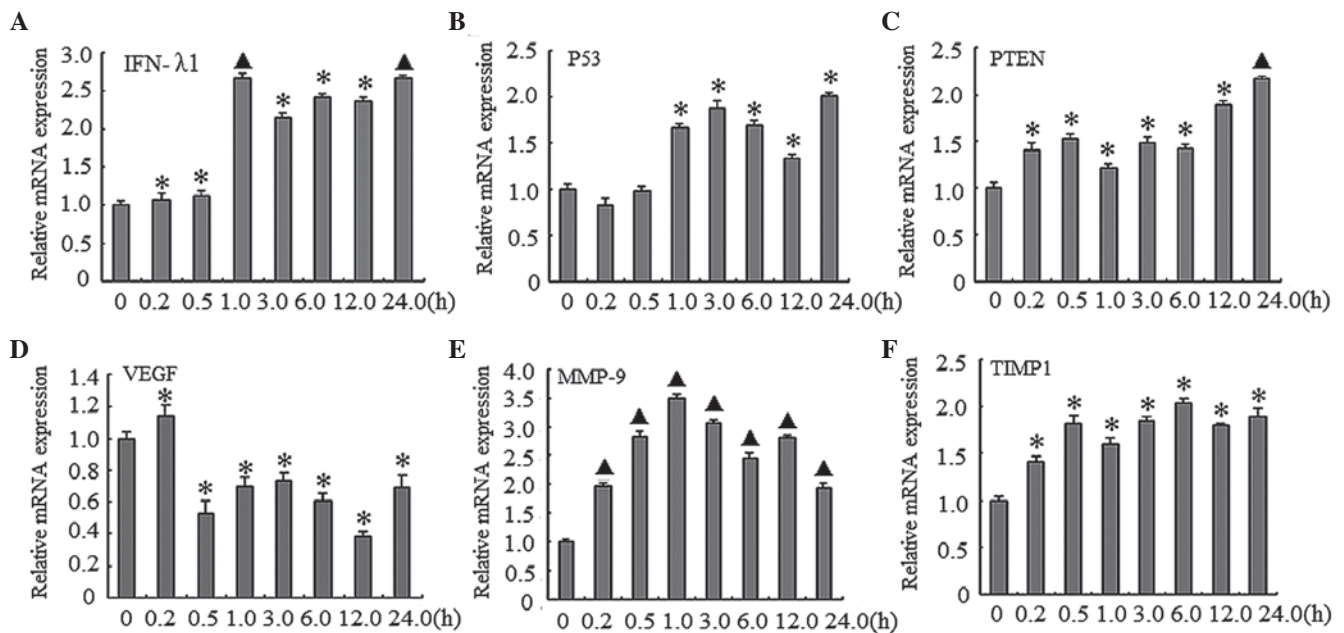 A
Relative mRNA expression
IFN- λ1
3.0
2.5
2.0
1.5
1.0
0.5
0
▲ ▲
* * * * *
0 0.2 0.5 1.0 3.0 6.0 12.0 24.0(h)
B
Relative mRNA expression
P53
2.5
2.0
1.5
1.0
0.5
0
* * * * *
0 0.2 0.5 1.0 3.0 6.0 12.0 24.0(h)
C
Relative mRNA expression
PTEN
2.5
2.0
1.5
1.0
0.5
0
▲
* * * * * *
0 0.2 0.5 1.0 3.0 6.0 12.0 24.0(h)
D
Relative mRNA expression
VEGF
1.4
1.2
1.0
0.8
0.6
0.4
0.2
0
* * * * * * *
0 0.2 0.5 1.0 3.0 6.0 12.0 24.0(h)
E
Relative mRNA expression
MMP-9
4.0
3.5
3.0
2.5
2.0
1.5
1.0
0.5
0
▲ ▲ ▲ ▲ ▲ ▲ ▲
0 0.2 0.5 1.0 3.0 6.0 12.0 24.0(h)
F
Relative mRNA expression
TIMP1
2.5
2.0
1.5
1.0
0.5
0
* * * * * * *
0 0.2 0.5 1.0 3.0 6.0 12.0 24.0(h)